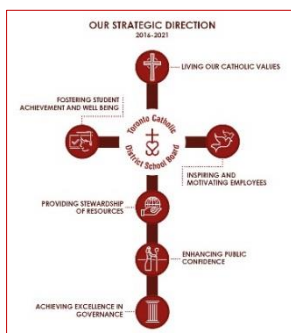 OUR STRATEGIC DIRECTION
2016-2021
LIVING OUR CATHOLIC VALUES
FOSTERING STUDENT
ACHIEVEMENT AND WELL BEING
Toronto Catholic
District School Board
INSPIRING AND
MOTIVATING EMPLOYEES
PROVIDING STEWARDSHIP
OF RESOURCES
ENHANCING PUBLIC
CONFIDENCE
ACHIEVING EXCELLENCE IN
GOVERNANCE